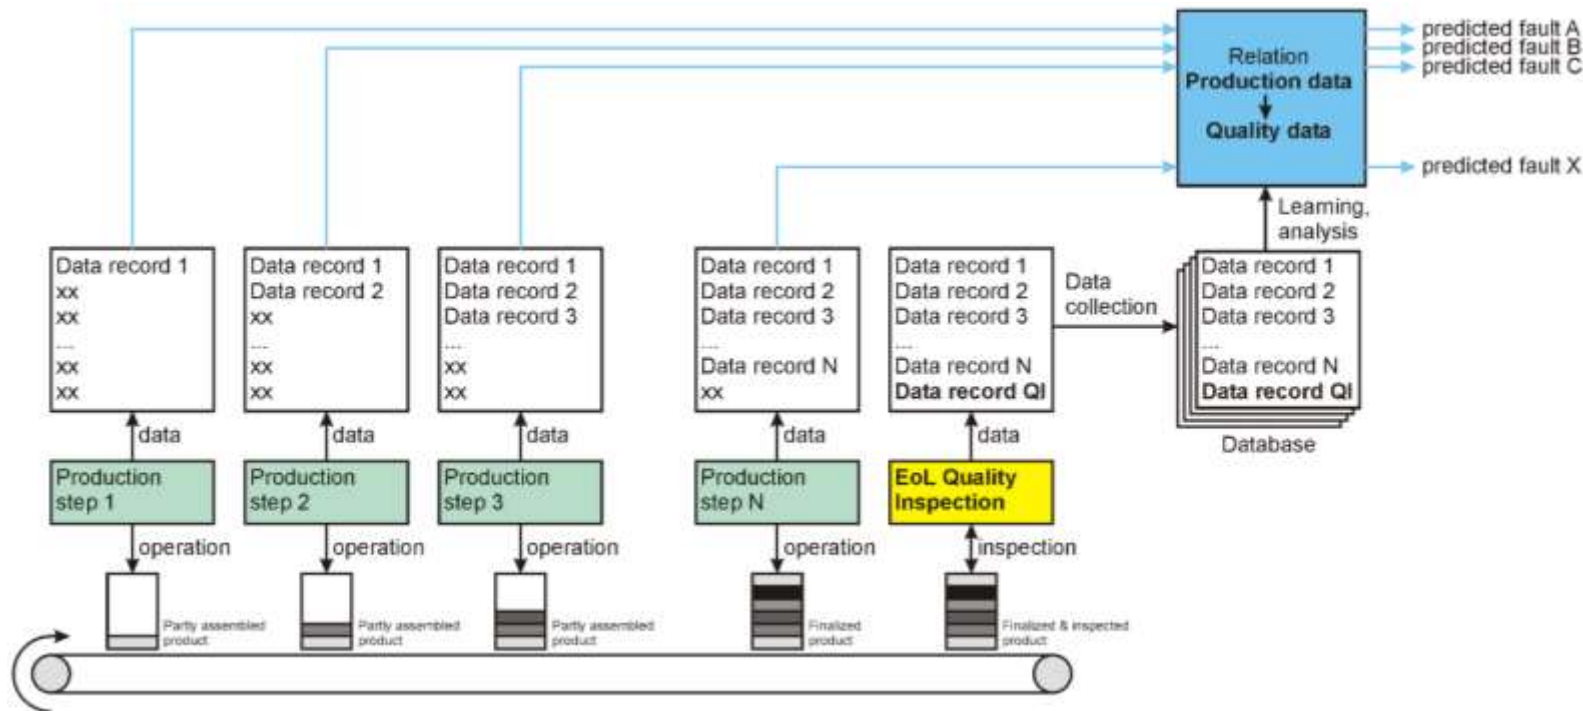 predicted fault A
predicted fault B
predicted fault C
Relation
Production data
Quality data
predicted fault X
Learning,
analysis
Data record 1
xx
xx
...
xx
xx
Data record 1
Data record 2
xx
...
xx
xx
Data record 1
Data record 2
Data record 3
...
xx
xx
Data record 1
Data record 2
Data record 3
...
Data record N
xx
Data record 1
Data record 2
Data record 3
...
Data record N
Data record QI
Data
collection
Data record 1
Data record 2
Data record 3
...
Data record N
Data record QI
Database
data
data
data
data
data
Production
step 1
Production
step 2
Production
step 3
Production
step N
EoL Quality
Inspection
operation
operation
operation
operation
inspection
Partly assembled
product
Partly assembled
product
Partly assembled
product
Finalized
product
Finalized & inspected
product